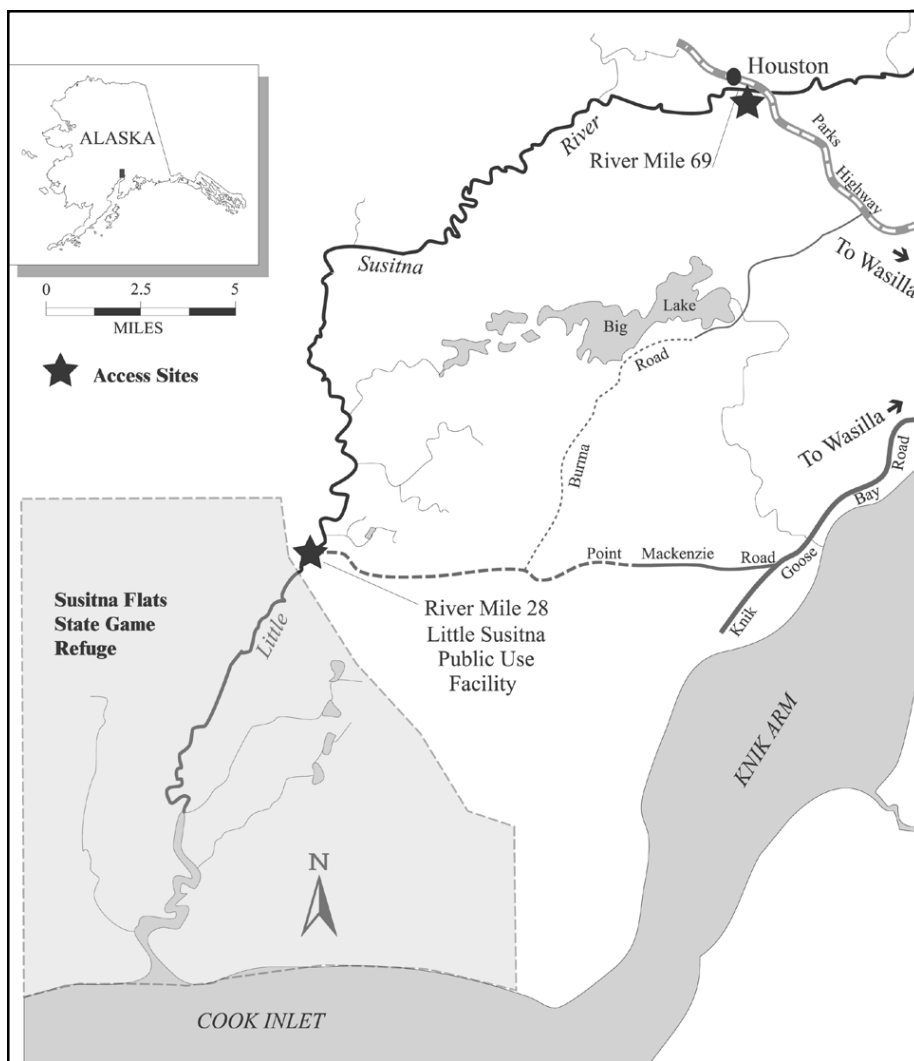 Houston
ALASKA
River
River Mile 69
Parks
Highway
Susitna
To Wasilla
0 2.5 5
MILES
Big
Lake
Access Sites
Road
To Wasilla
Burma
Road
Bay
Point Mackenzie Road
Goose
Knik
Susitna Flats
State Game
Refuge
Little
River Mile 28
Little Susitna
Public Use
Facility
KNIK ARM
N
COOK INLET